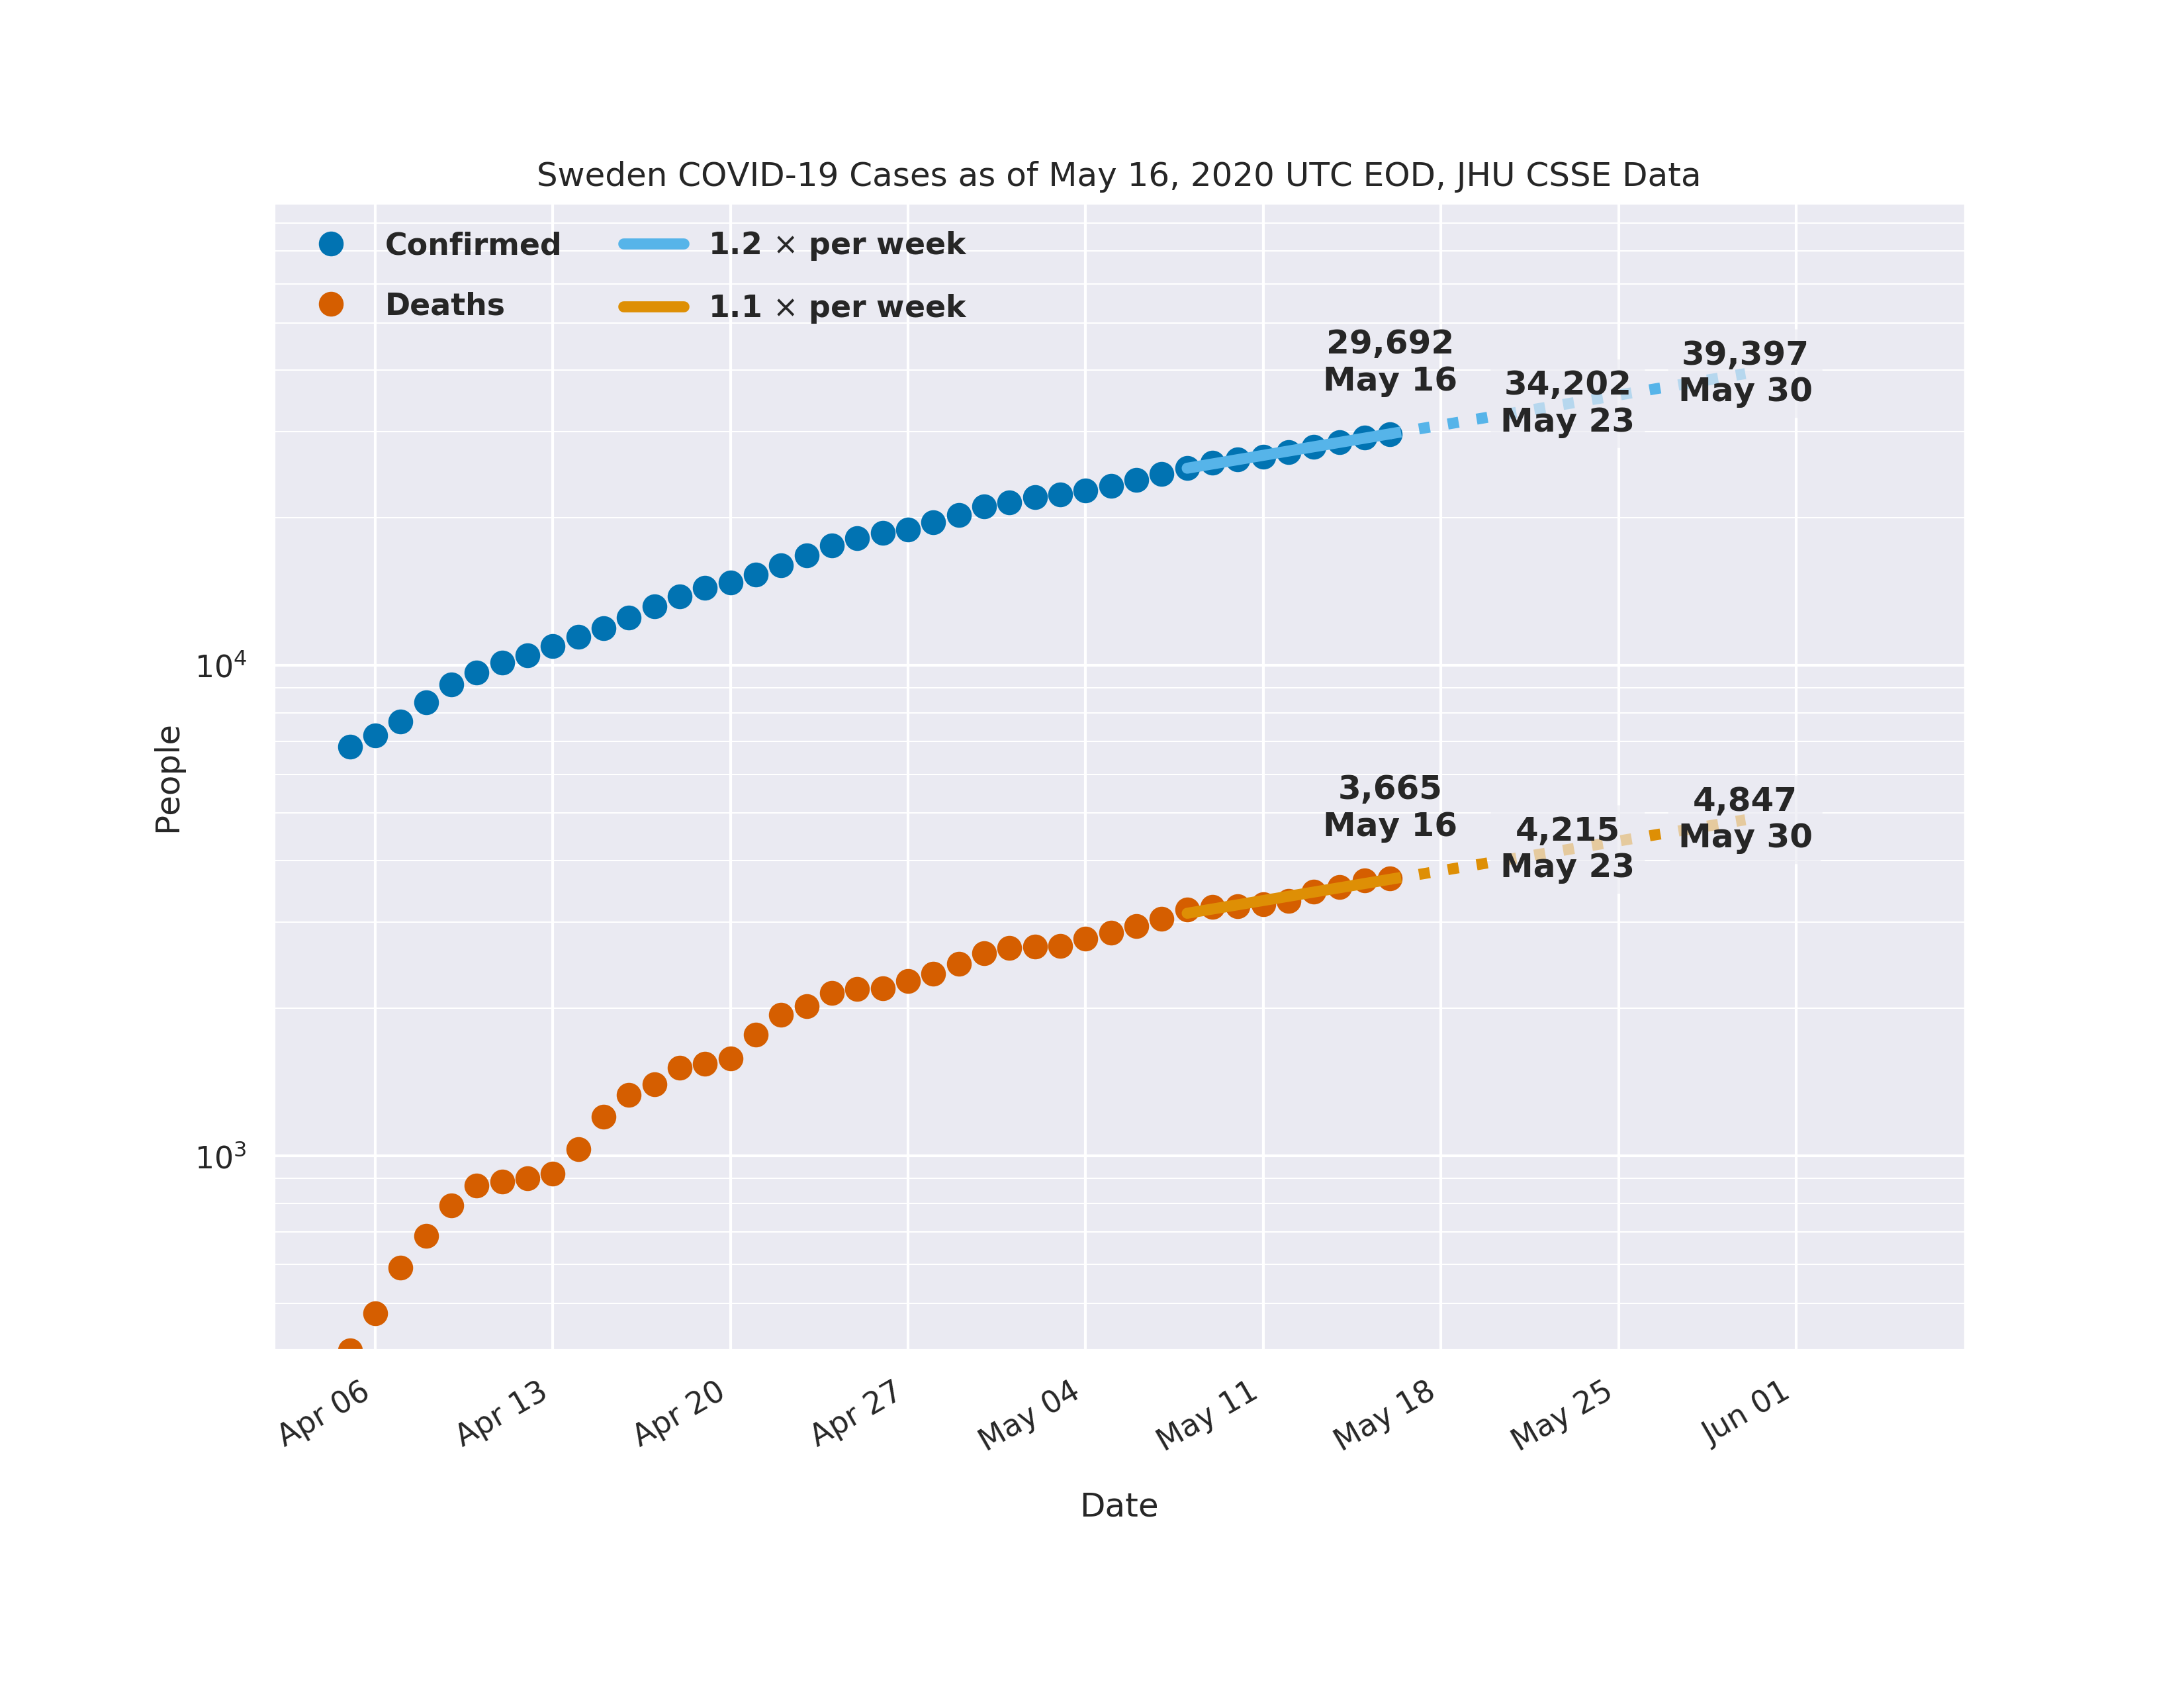 Sweden COVID-19 Cases as of May 16, 2020 UTC EOD, JHU CSSE Data
Confirmed
Deaths
1.2 × per week
1.1 × per week
29,692
May 16
34,202
May 23
39,397
May 30
3,665
May 16
4,215
May 23
4,847
May 30
People
10⁴
10³
Apr 06
Apr 13
Apr 20
Apr 27
May 04
May 11
May 18
May 25
Jun 01
Date